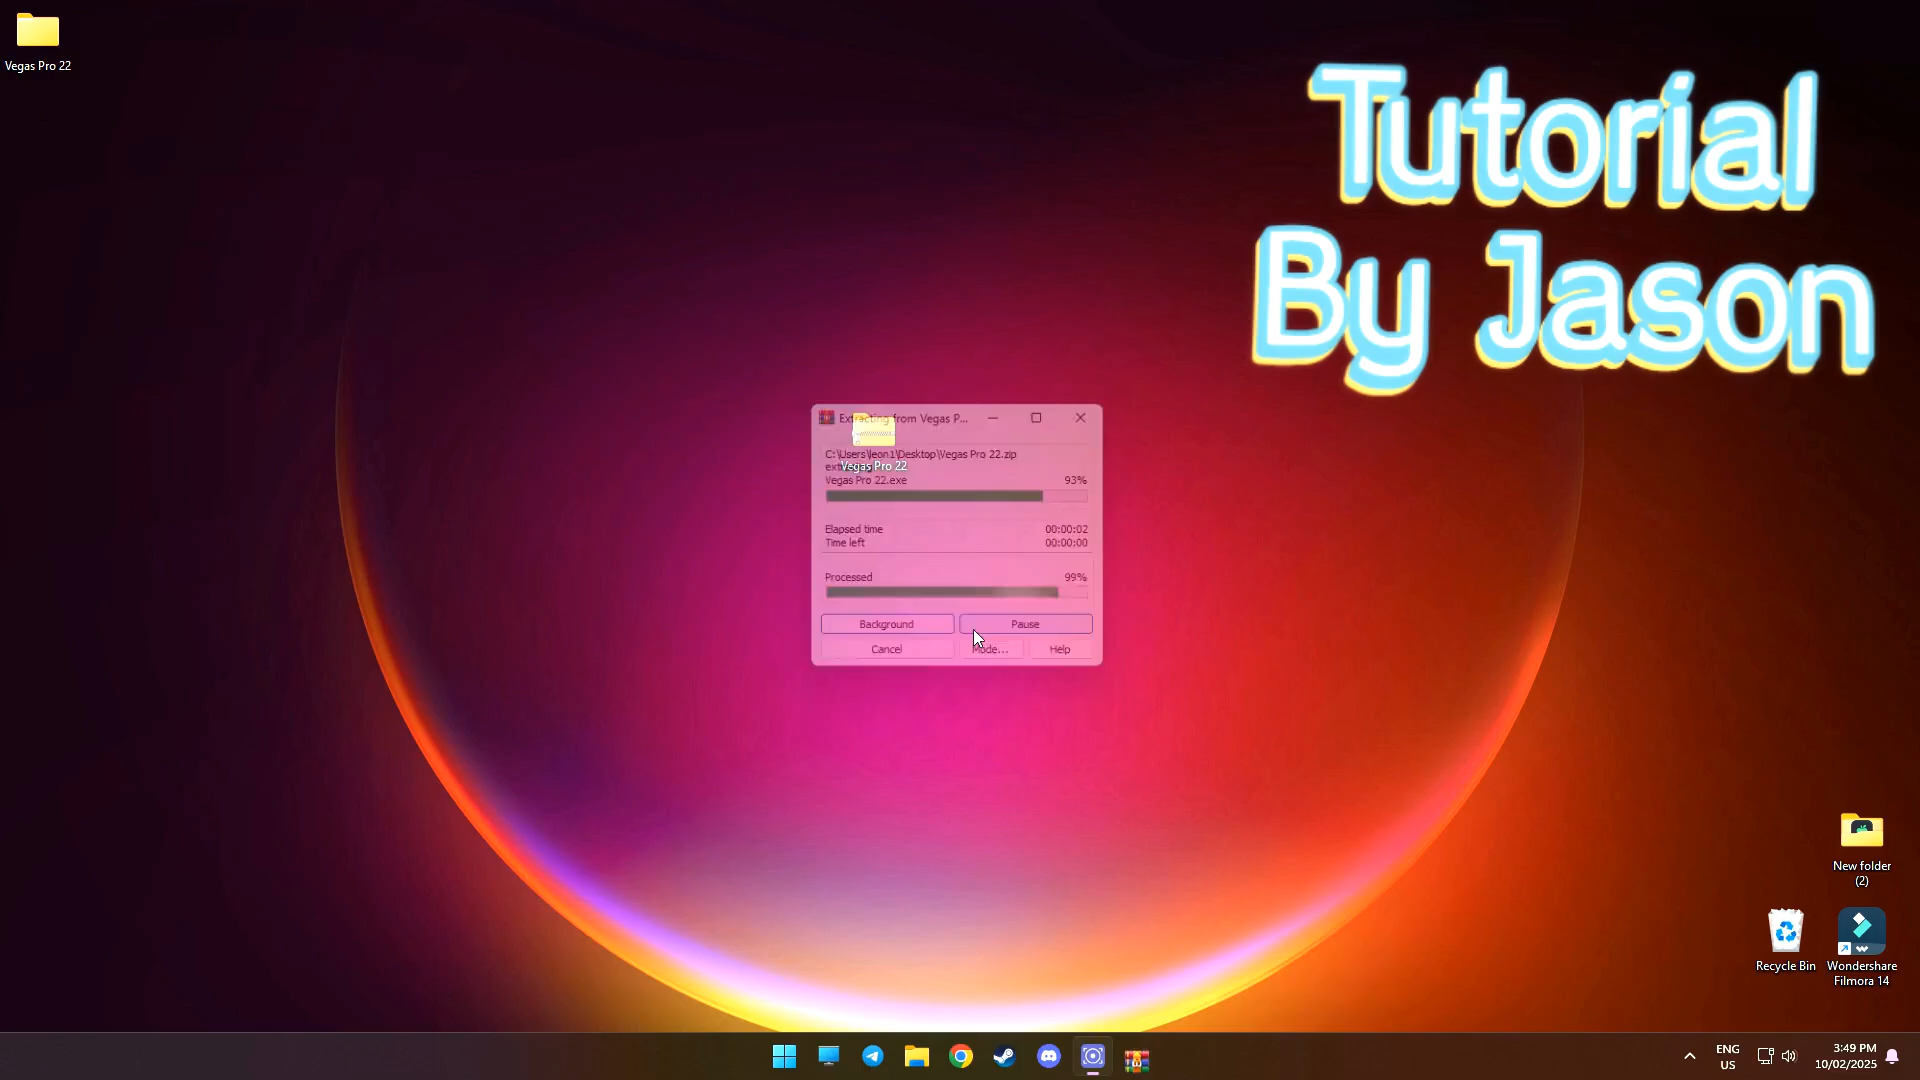 Vegas Pro 22
Tutorial
By Jason
Extracting from Vegas P...
C:\Users\leon1\Desktop\Vegas Pro 22.zip
Vegas Pro 22
Vegas Pro 22.exe 93%
Elapsed time 00:00:02
Time left 00:00:00
Processed 99%
Background Pause
Cancel Mode... Help
New folder
(2)
Recycle Bin
Wondershare
Filmora 14
ENG
US
3:49 PM
10/02/2025